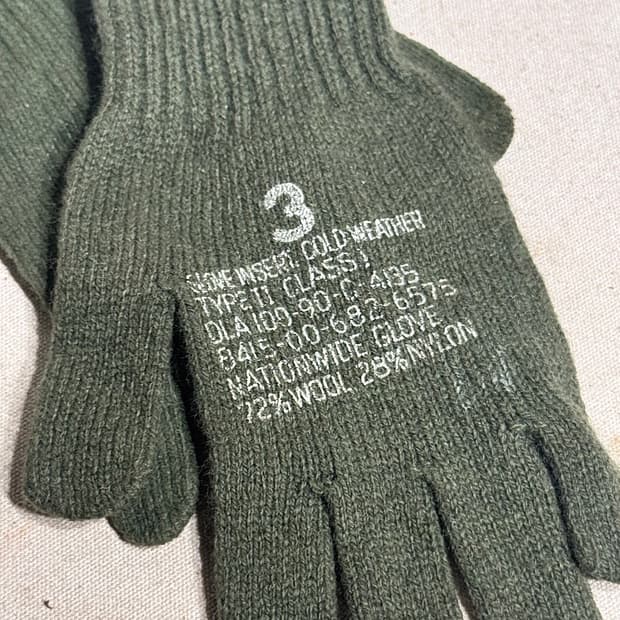 3
GLOVE INSERT, COLD WEATHER
TYPE II CLASS 1
DLA100-90-C-4135
8415-00-682-6575
NATIONWIDE GLOVE
72% WOOL 28% NYLON